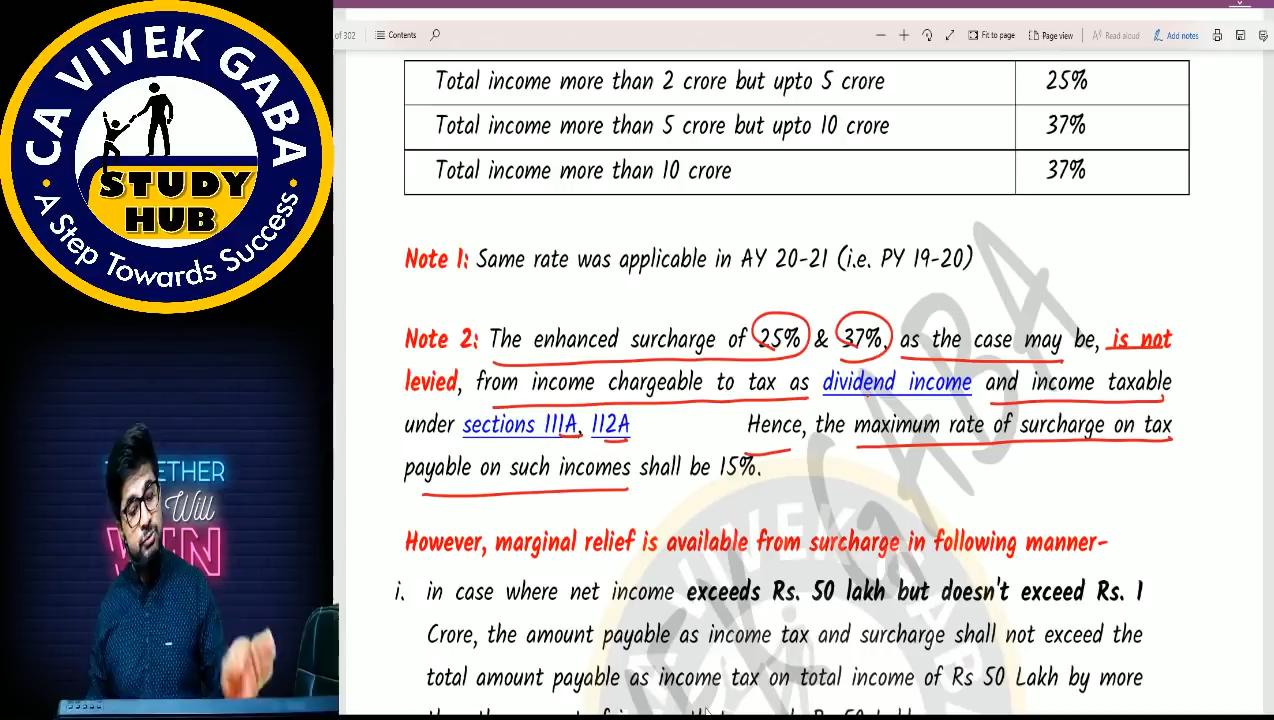 CA VIVEK GABA
STUDY
HUB
A Step Towards Success
TOGETHER
Will
WIN
of 302
Contents
Fit to page
Page view
Read aloud
Add notes
Total income more than 2 crore but upto 5 crore 25%
Total income more than 5 crore but upto 10 crore 37%
Total income more than 10 crore 37%
Note 1: Same rate was applicable in AY 20-21 (i.e. PY 19-20)
Note 2: The enhanced surcharge of 25% & 37%, as the case may be, is not
levied, from income chargeable to tax as dividend income and income taxable
under sections 111A, 112A Hence, the maximum rate of surcharge on tax
payable on such incomes shall be 15%.
However, marginal relief is available from surcharge in following manner-
i. in case where net income exceeds Rs. 50 lakh but doesn't exceed Rs. 1
Crore, the amount payable as income tax and surcharge shall not exceed the
total amount payable as income tax on total income of Rs 50 Lakh by more